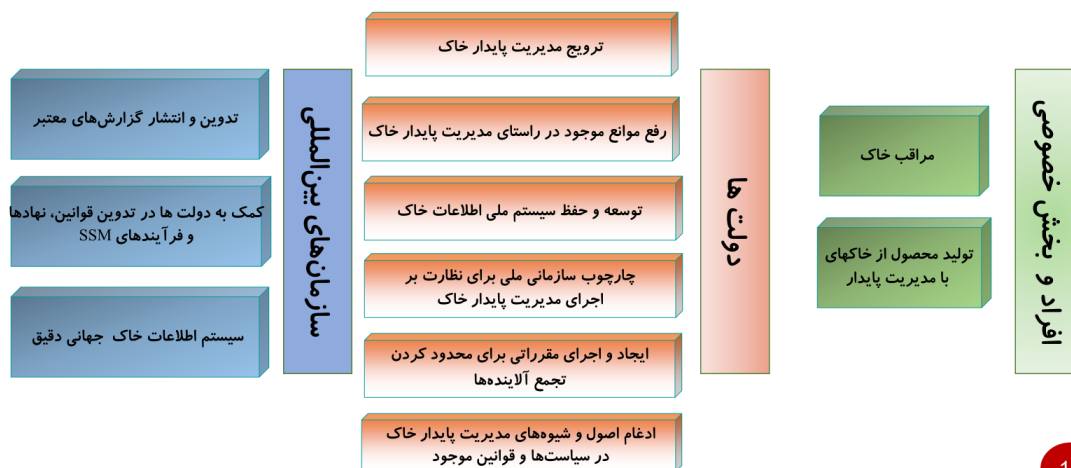 افراد و بخش خصوصی
مراقب خاک
تولید محصول از خاکهای
با مدیریت پایدار
دولت ها
ترویج مدیریت پایدار خاک
رفع موانع موجود در راستای مدیریت پایدار خاک
توسعه و حفظ سیستم ملی اطلاعات خاک
چارچوب سازمانی ملی برای نظارت بر
اجرای مدیریت پایدار خاک
ایجاد و اجرای مقرراتی برای محدود کردن
تجمع آلاینده‌ها
ادغام اصول و شیوه‌های مدیریت پایدار خاک
در سیاست‌ها و قوانین موجود
سازمان‌های بین‌المللی
تدوین و انتشار گزارش‌های معتبر
کمک به دولت ها در تدوین قوانین، نهادها
و فرآیندهای SSM
سیستم اطلاعات خاک جهانی دقیق